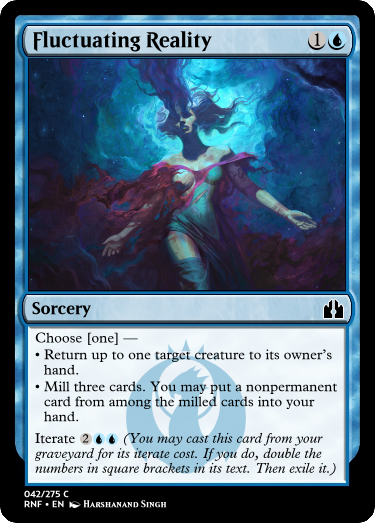 Fluctuating Reality 1
Sorcery
Choose [one] —
• Return up to one target creature to its owner's
hand.
• Mill three cards. You may put a nonpermanent
card from among the milled cards into your
hand.
Iterate 2 (You may cast this card from your
graveyard for its iterate cost. If you do, double the
numbers in square brackets in its text. Then exile it.)
042/275 C
RNF • EN Harshanand Singh